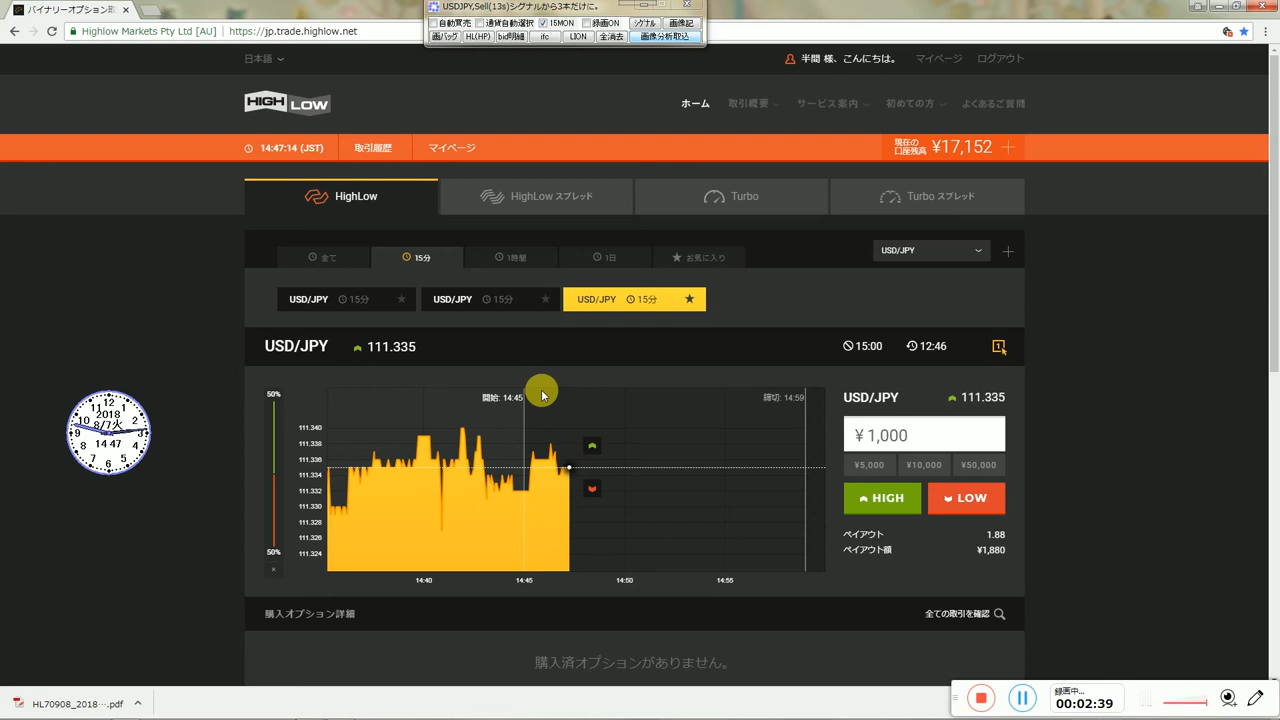 USDJPY,Sell(13s)シグナルから3本だけに。
バイナリーオプション取
自動買売 通貨自動選択 15MON 録画ON シグナル 画像記
画バッグ HL(HP) bid明細 ifc LION 全消去 画像分析取込
Highlow Markets Pty Ltd [AU] https://jp.trade.highlow.net
日本語
半間 様、こんにちは。 マイページ ログアウト
HIGH LOW
ホーム 取引概要 サービス案内 初めての方 よくあるご質問
14:47:14 (JST) 取引履歴 マイページ 現在の口座残高 ¥17,152
HighLow HighLow スプレッド Turbo Turbo スプレッド
全て 15分 1時間 1日 お気に入り USD/JPY
USD/JPY 15分 USD/JPY 15分 USD/JPY 15分
USD/JPY 111.335 15:00 12:46 1
50%
開始: 14:45 締切: 14:59
USD/JPY 111.335
¥ 1,000
¥5,000 ¥10,000 ¥50,000
HIGH LOW
ペイアウト 1.88
ペイアウト額 ¥1,880
111.340
111.338
111.336
111.334
111.332
111.330
111.328
111.326
111.324
50%
14:40 14:45 14:50 14:55
12 1 2 3 4 5 6 7 8 9 10 11
2018
8/7火
14 47
購入オプション詳細 全ての取引を確認
購入済オプションがありません。
HL70908_2018….pdf
録画中...
00:02:39